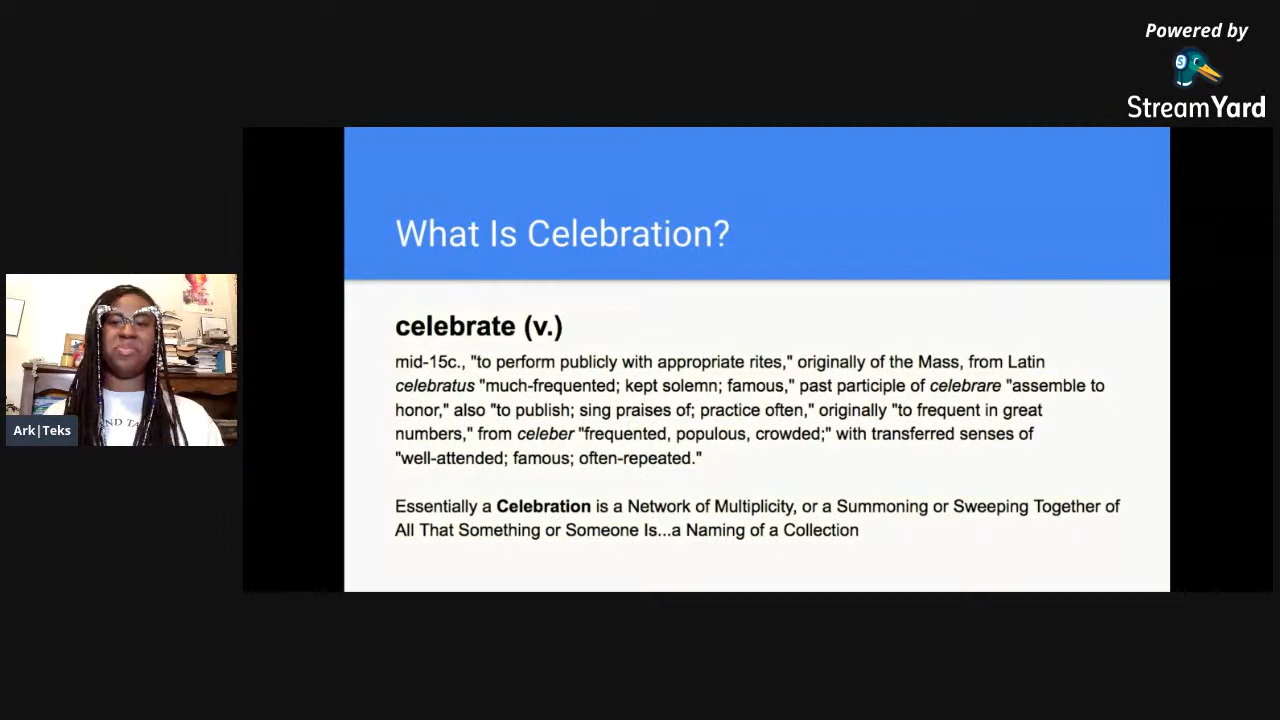 Powered by
StreamYard
What Is Celebration?
celebrate (v.)
mid-15c., "to perform publicly with appropriate rites," originally of the Mass, from Latin
celebratus "much-frequented; kept solemn; famous," past participle of celebrare "assemble to
honor," also "to publish; sing praises of; practice often," originally "to frequent in great
numbers," from celeber "frequented, populous, crowded;" with transferred senses of
"well-attended; famous; often-repeated."
Essentially a Celebration is a Network of Multiplicity, or a Summoning or Sweeping Together of
All That Something or Someone Is...a Naming of a Collection
Ark|Teks